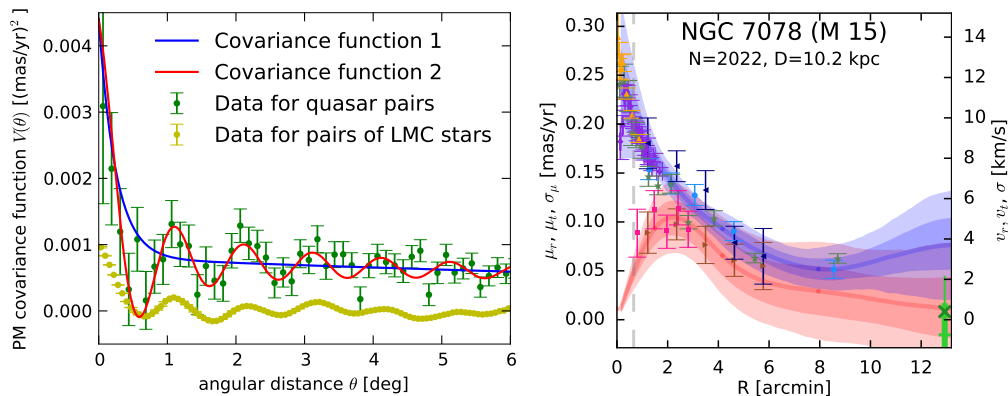 PM covariance function V(θ) [(mas/yr)²]
0.004
0.003
0.002
0.001
0.000
Covariance function 1
Covariance function 2
Data for quasar pairs
Data for pairs of LMC stars
0 1 2 3 4 5 6
angular distance θ [deg]
μr, μt, σμ [mas/yr]
0.30
0.25
0.20
0.15
0.10
0.05
0.00
NGC 7078 (M 15)
N=2022, D=10.2 kpc
14
12
10
8
6
4
2
0
vr, vt, σ [km/s]
0 2 4 6 8 10 12
R [arcmin]